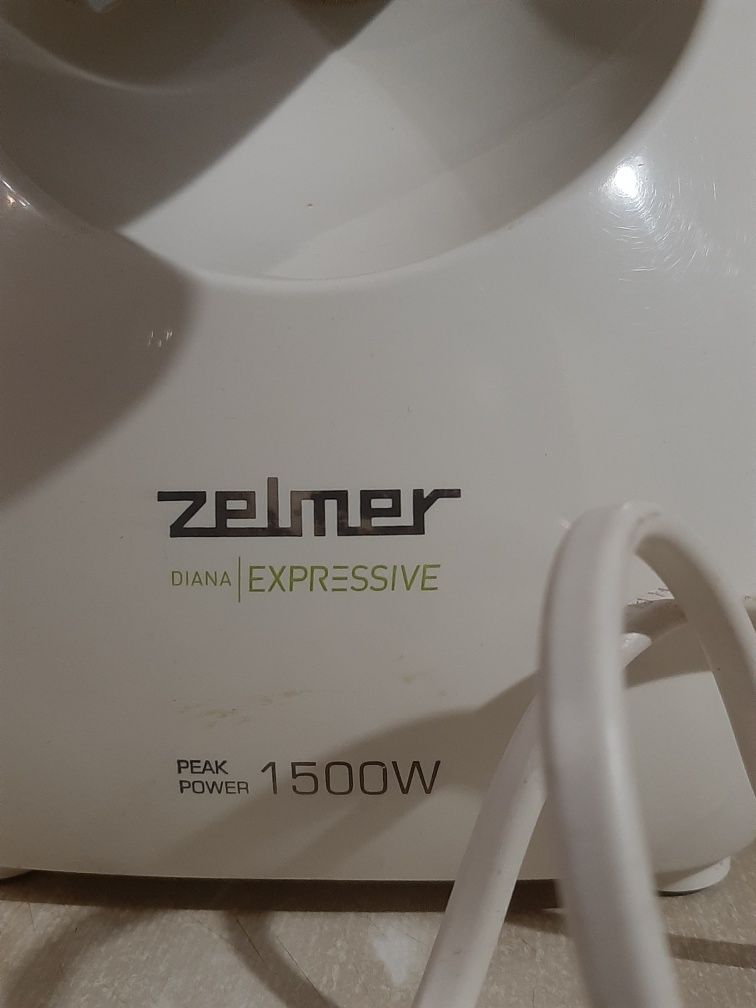 zelmer
DIANA | EXPRESSIVE
PEAK POWER 1500W